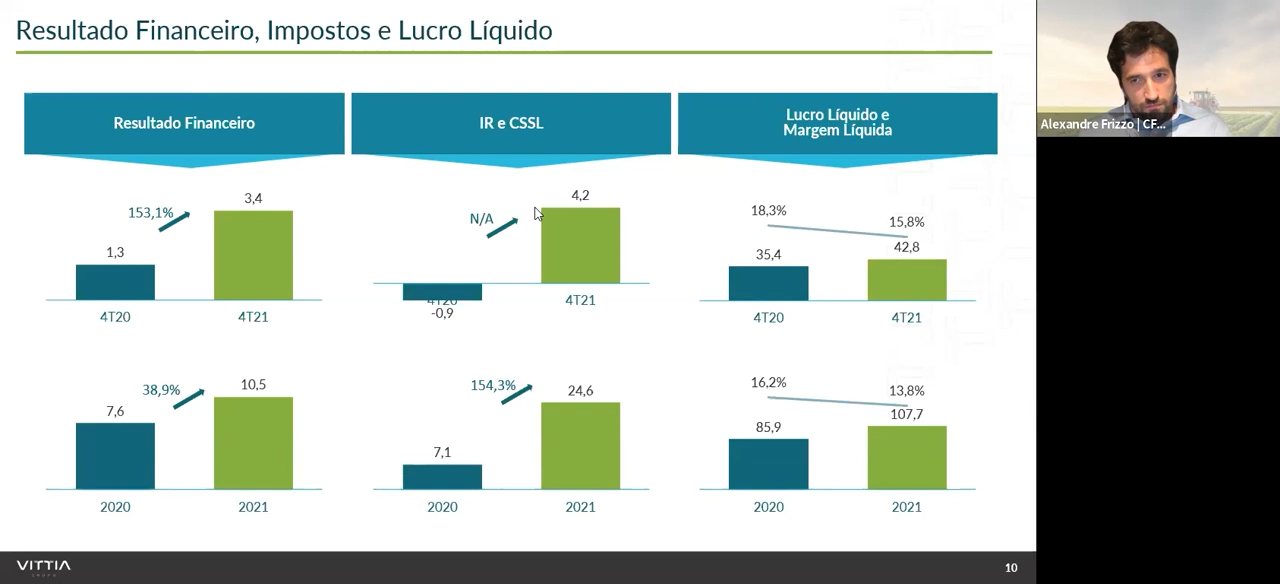 Resultado Financeiro, Impostos e Lucro Líquido
Alexandre Frizzo | CF...
Resultado Financeiro
IR e CSSL
Lucro Líquido e
Margem Líquida
153,1%
1,3
3,4
4T20
4T21
N/A
4,2
4T20
-0,9
4T21
18,3%
15,8%
35,4
42,8
4T20
4T21
38,9%
7,6
10,5
2020
2021
154,3%
7,1
24,6
2020
2021
16,2%
13,8%
85,9
107,7
2020
2021
VITTIA
GRUPO
10